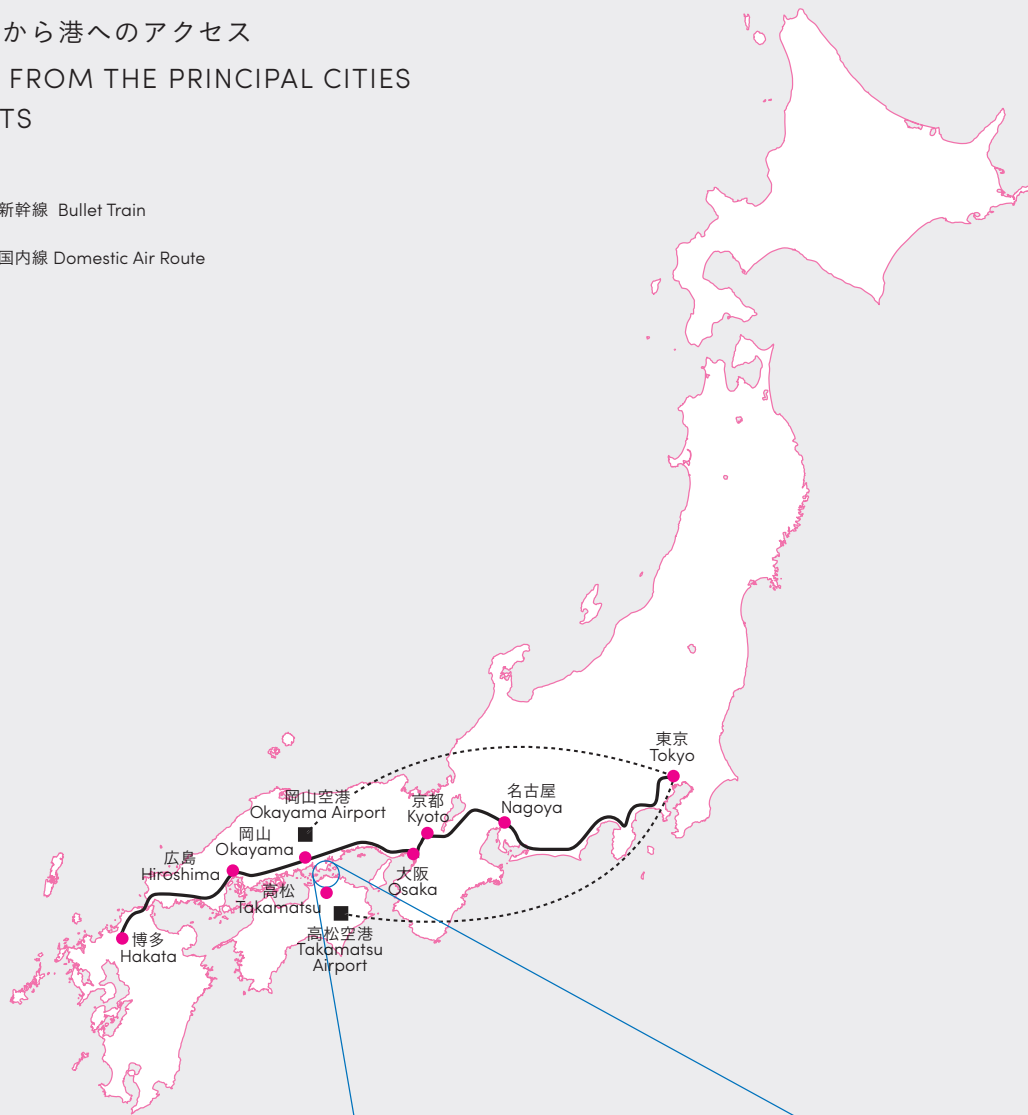 から港へのアクセス
FROM THE PRINCIPAL CITIES
TS
新幹線 Bullet Train
国内線 Domestic Air Route
東京
Tokyo
名古屋
Nagoya
岡山空港
Okayama Airport
京都
Kyoto
岡山
Okayama
広島
Hiroshima
大阪
Osaka
高松
Takamatsu
高松空港
Takamatsu
Airport
博多
Hakata